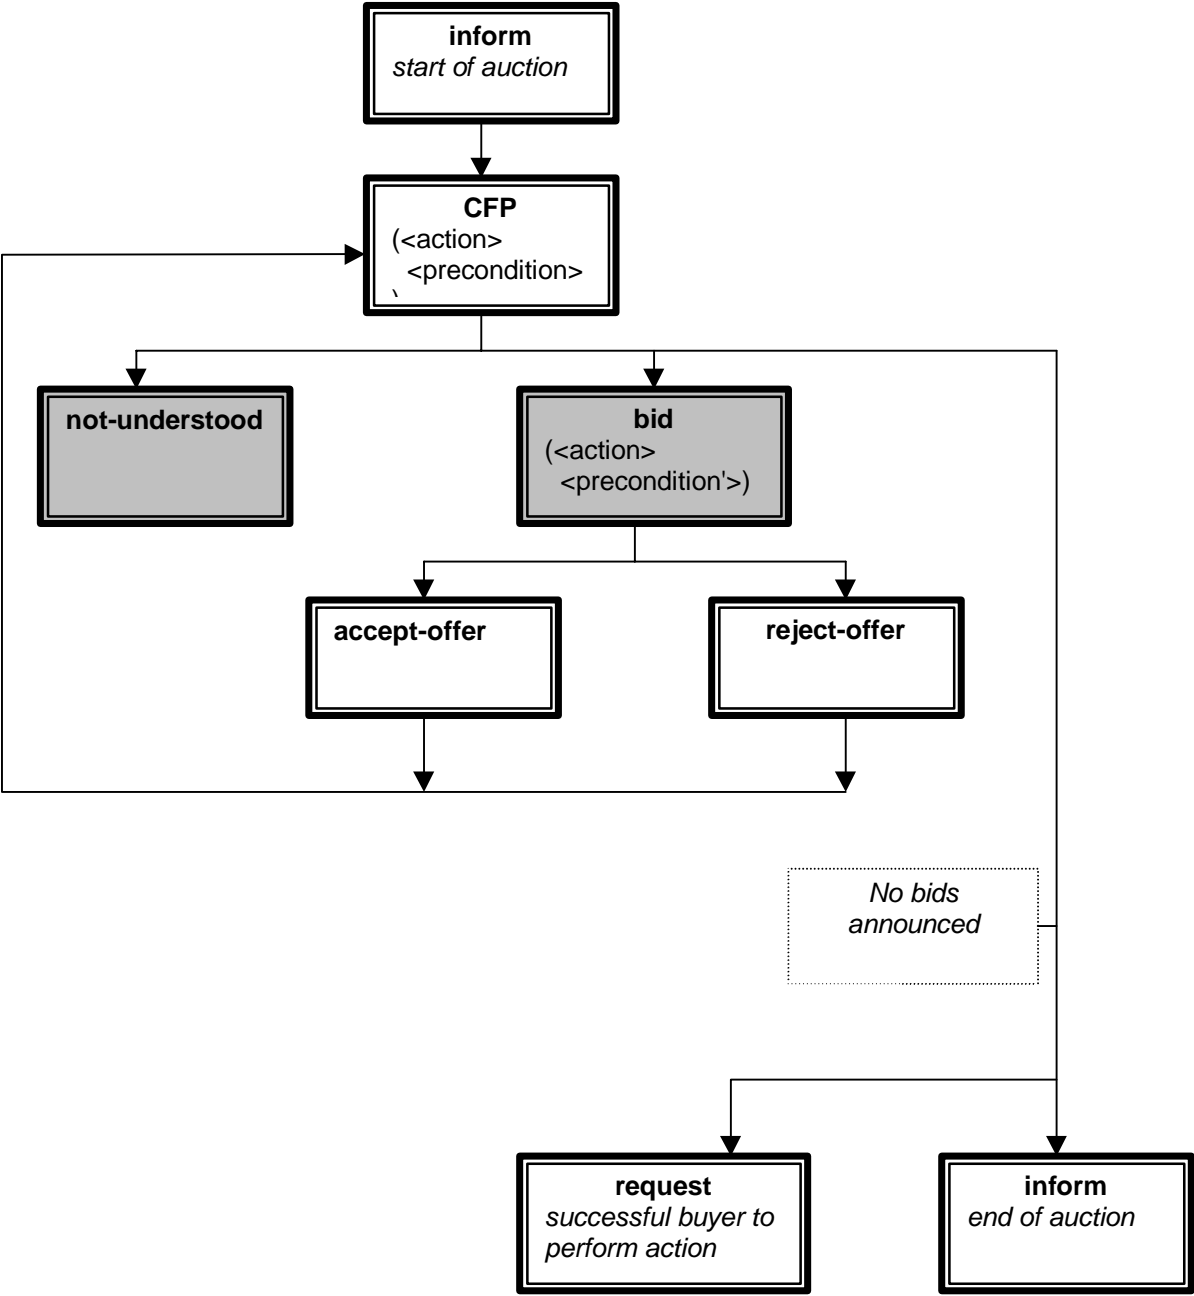 inform
start of auction
CFP
(<action>
<precondition>
)
not-understood
bid
(<action>
<precondition'>)
accept-offer
reject-offer
No bids
announced
request
successful buyer to
perform action
inform
end of auction